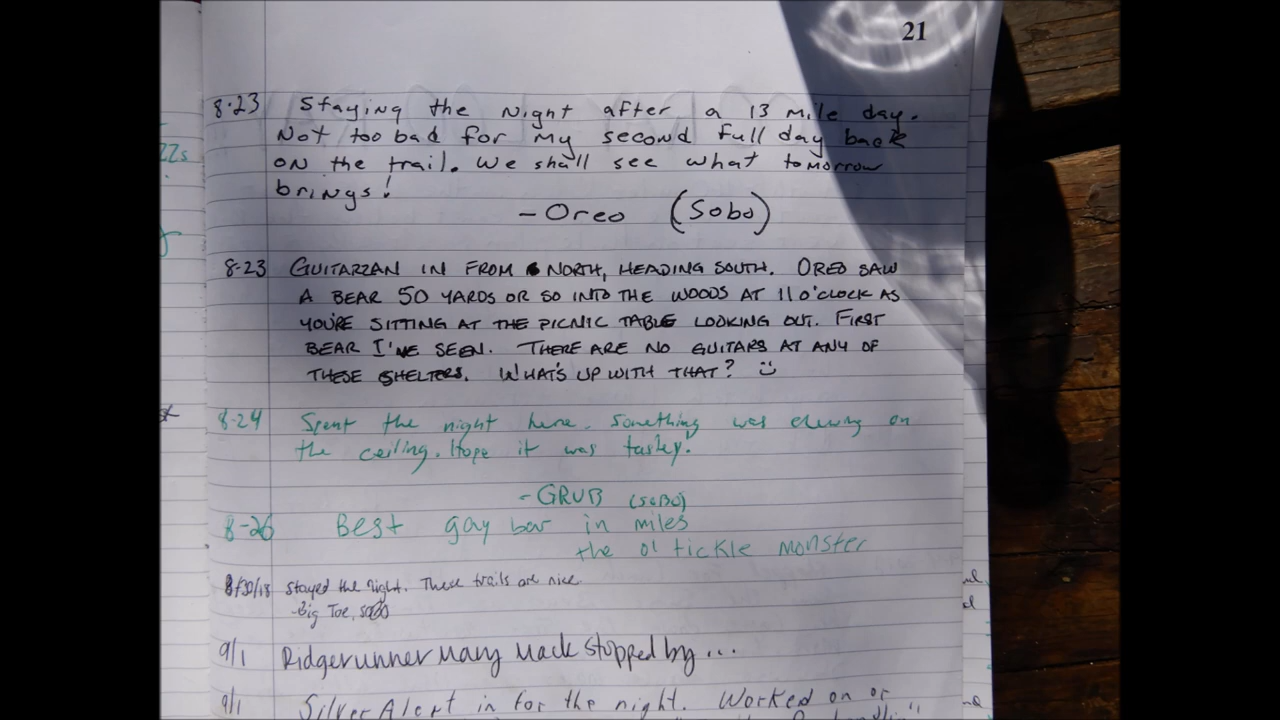 21
8-23 Staying the Night after a 13 mile day.
Not too bad for my second full day back
on the trail. We shall see what tomorrow
brings!
- Oreo (Sobo)
8-23 GUITARZAN IN FROM NORTH, HEADING SOUTH. OREO SAW
A BEAR 50 YARDS OR SO INTO THE WOODS AT 11 O'CLOCK AS
YOU'RE SITTING AT THE PICNIC TABLE LOOKING OUT. FIRST
BEAR I'VE SEEN. THERE ARE NO GUITARS AT ANY OF
THESE SHELTERS. WHAT'S UP WITH THAT?
8-24 Spent the night here. Something was chewing on
the ceiling. Hope it was tastey!
- GRUB (SOBO)
8-26 Best gay bar in miles
the ol' tickle monster
8/30/18 Stayed the night. These trails are nice
- Big Toe, SOBO
9/1 Ridgerunner Mary Mack stopped by...
9/1 Silver Alert in for the night. Worked on or